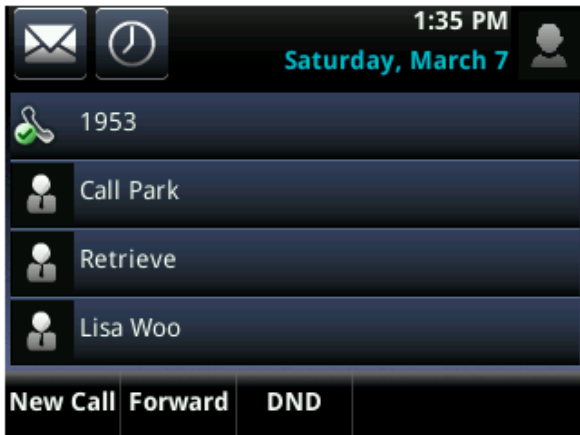 1:35 PM
Saturday, March 7
1953
Call Park
Retrieve
Lisa Woo
New Call Forward DND